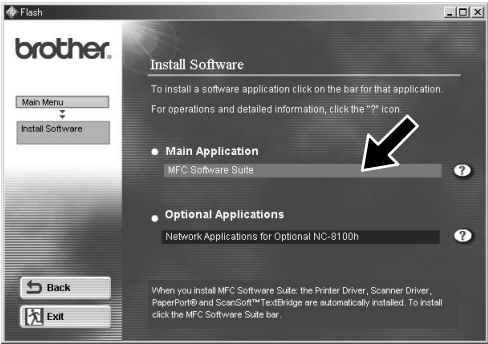 Flash
brother.
Install Software
To install a software application click on the bar for that application.
For operations and detailed information, click the "?" icon.
Main Menu
Install Software
Main Application
MFC Software Suite
?
Optional Applications
Network Applications for Optional NC-8100h
?
Back
Exit
When you install MFC Software Suite: the Printer Driver, Scanner Driver,
PaperPort® and ScanSoft™TextBridge are automatically installed. To install
click the MFC Software Suite bar.